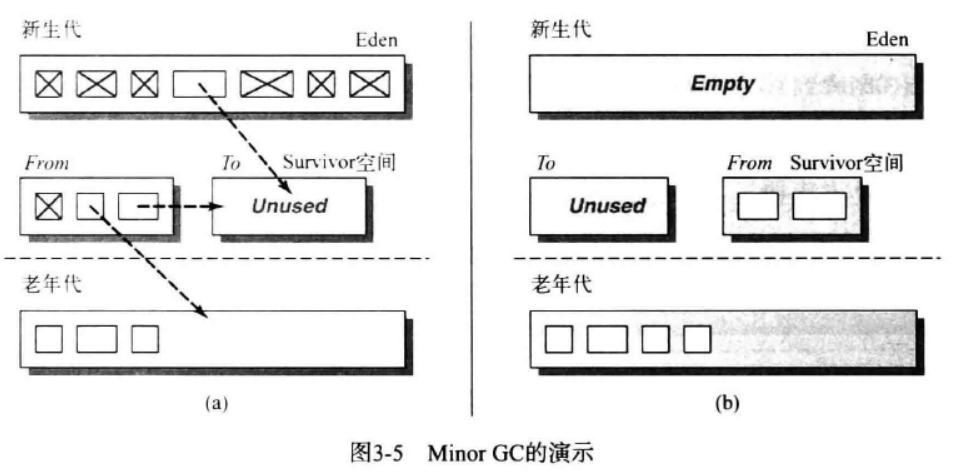 新生代
Eden
From
To
Survivor空间
Unused
老年代
(a)
新生代
Eden
Empty
To
From
Survivor空间
Unused
老年代
(b)
图3-5 Minor GC的演示